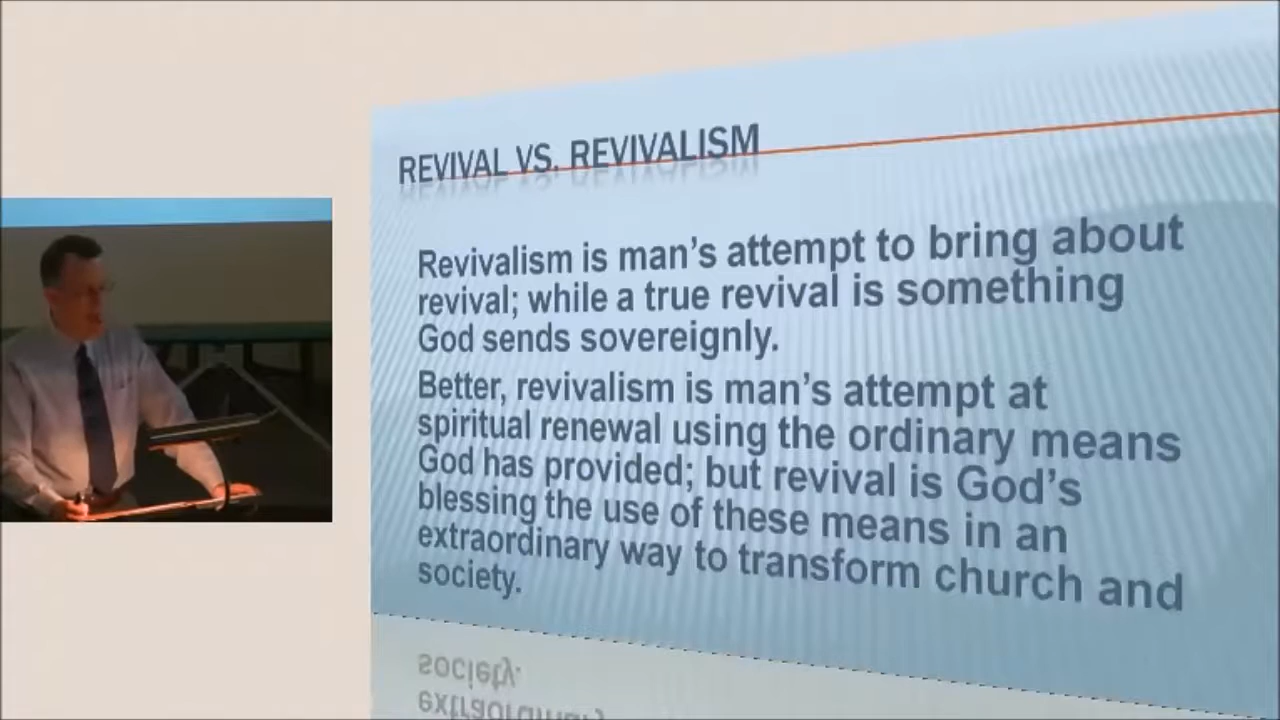 REVIVAL VS. REVIVALISM
Revivalism is man's attempt to bring about
revival; while a true revival is something
God sends sovereignly.
Better, revivalism is man's attempt at
spiritual renewal using the ordinary means
God has provided; but revival is God's
blessing the use of these means in an
extraordinary way to transform church and
society.
society.
extraordinary